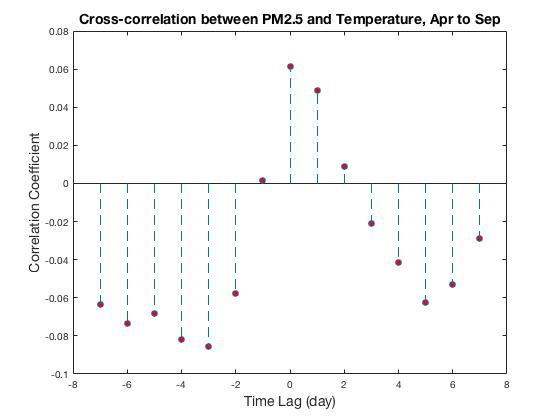 Cross-correlation between PM2.5 and Temperature, Apr to Sep
0.08
0.06
0.04
0.02
0
-0.02
-0.04
-0.06
-0.08
-0.1
Correlation Coefficient
-8 -6 -4 -2 0 2 4 6 8
Time Lag (day)